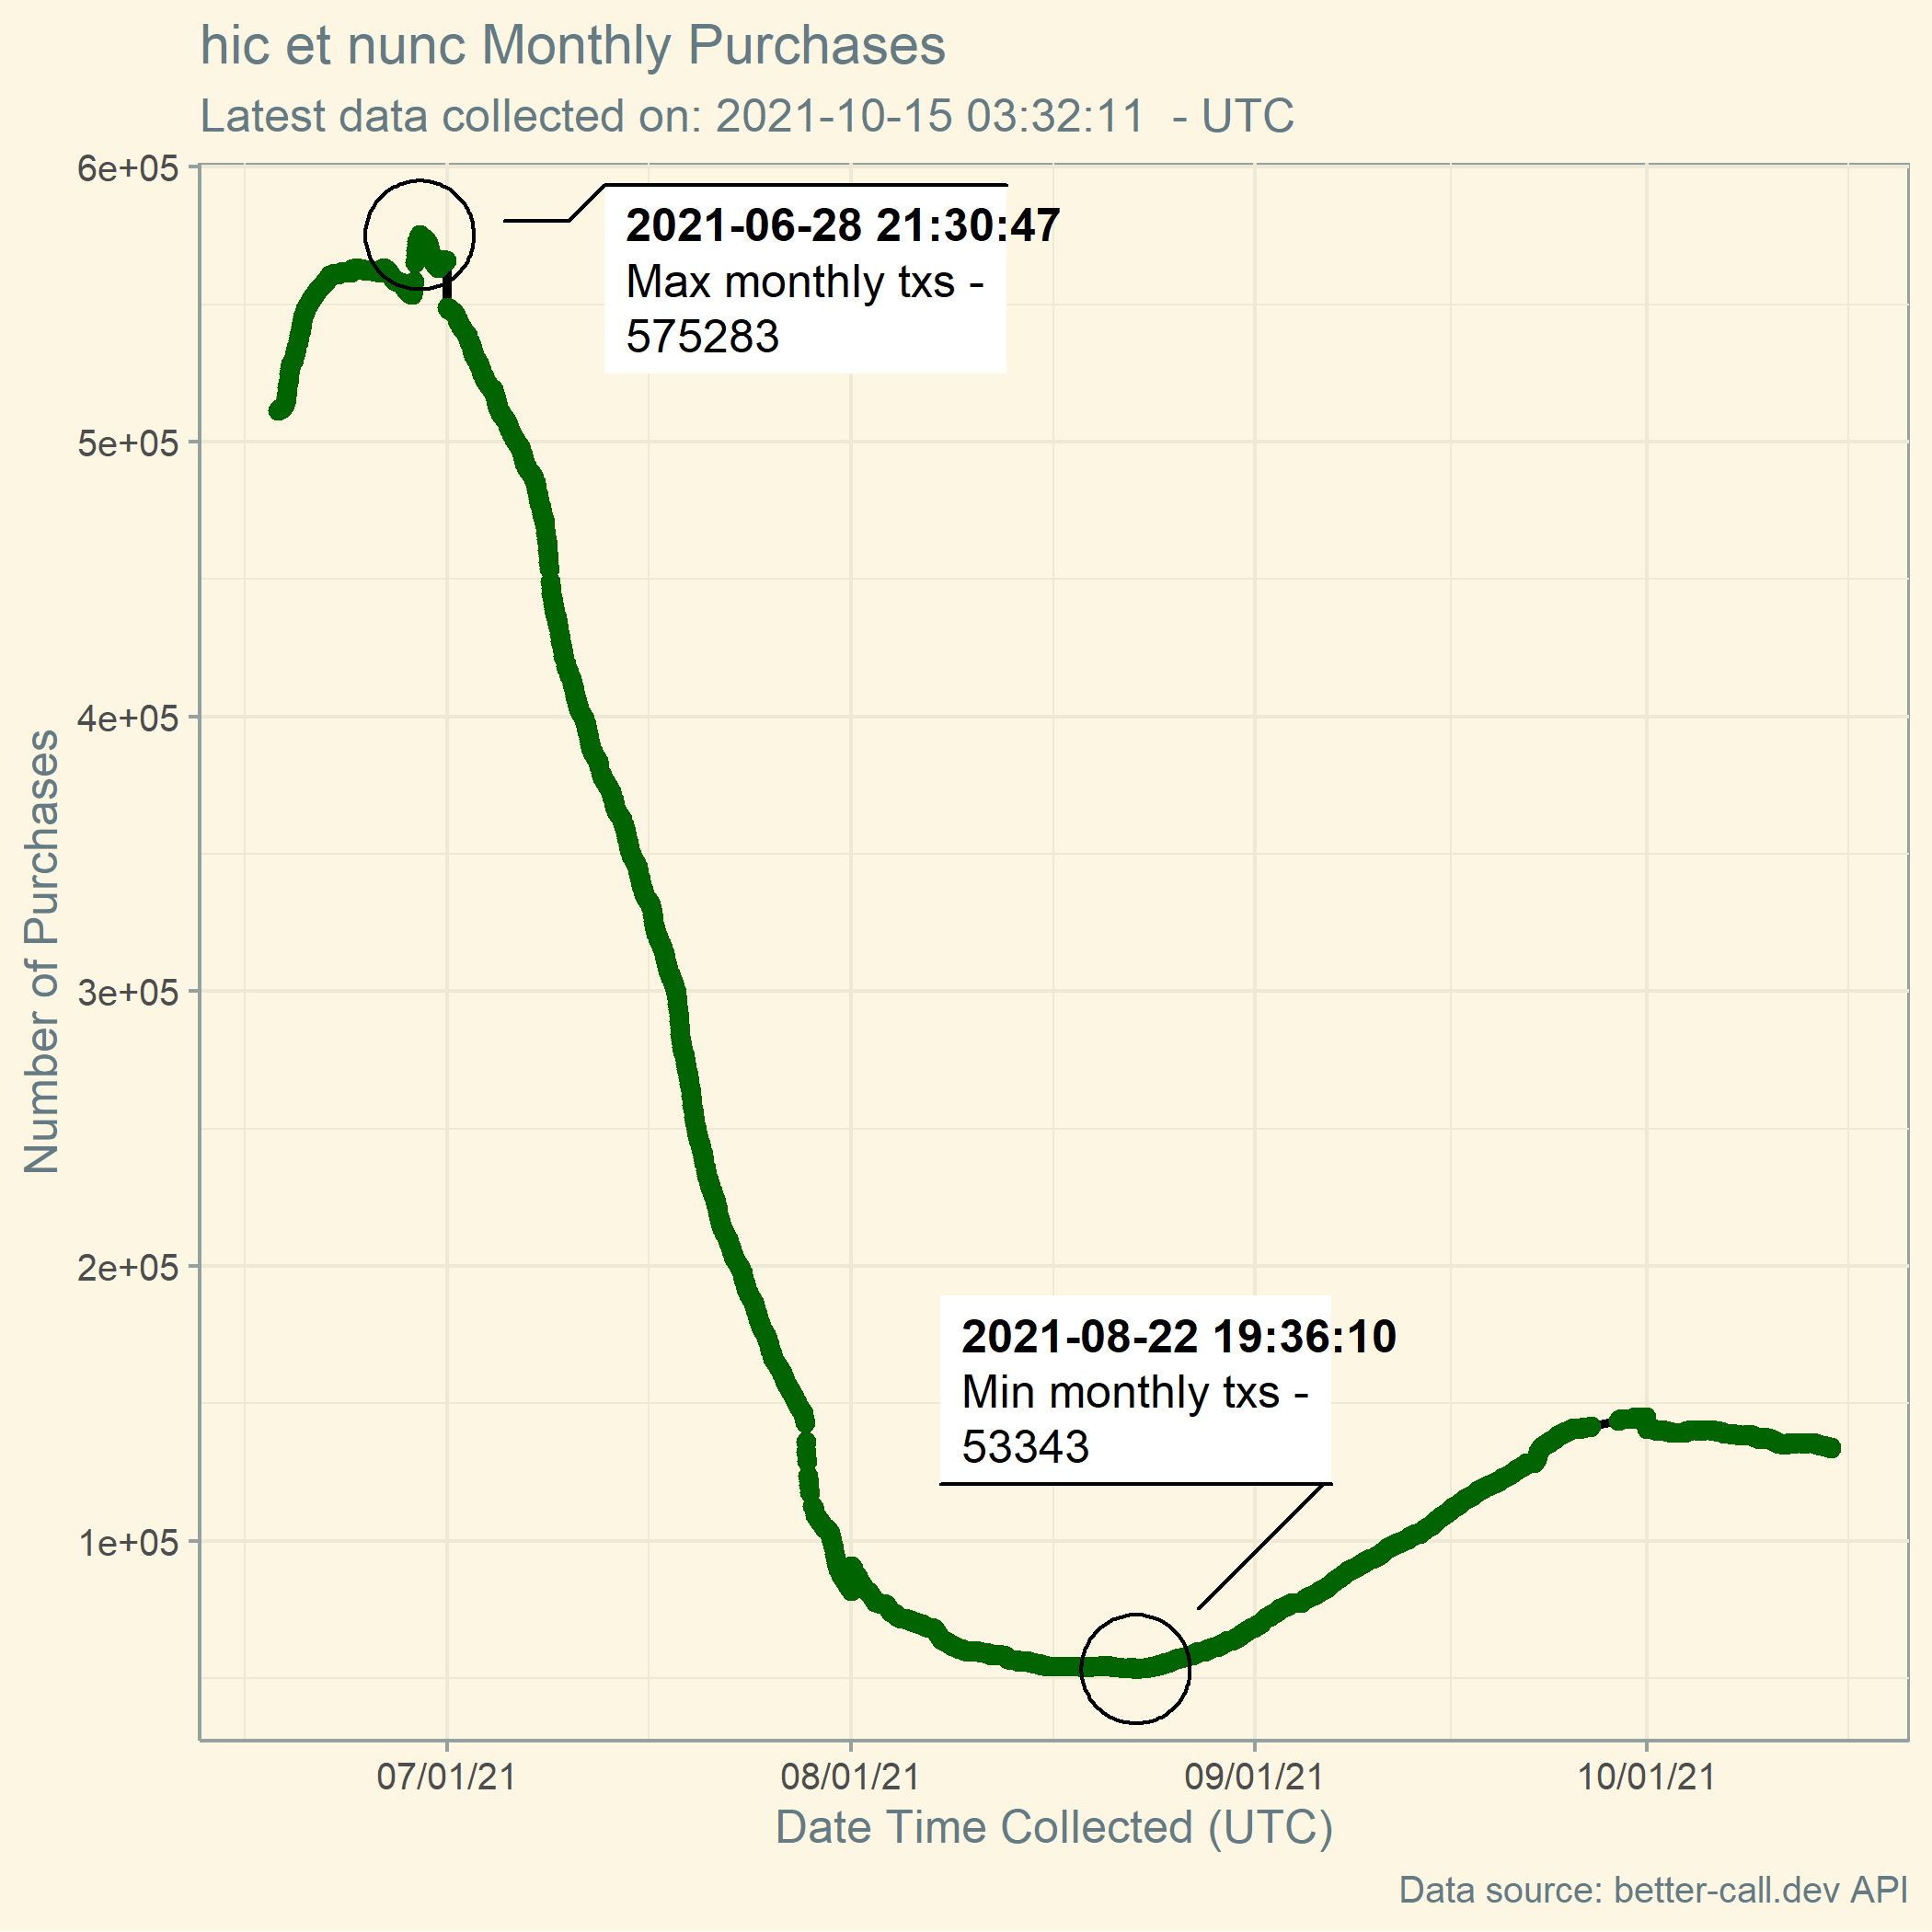 hic et nunc Monthly Purchases
Latest data collected on: 2021-10-15 03:32:11  - UTC
6e+05
5e+05
4e+05
3e+05
2e+05
1e+05
Number of Purchases
2021-06-28 21:30:47
Max monthly txs -
575283
2021-08-22 19:36:10
Min monthly txs -
53343
07/01/21
08/01/21
09/01/21
10/01/21
Date Time Collected (UTC)
Data source: better-call.dev API